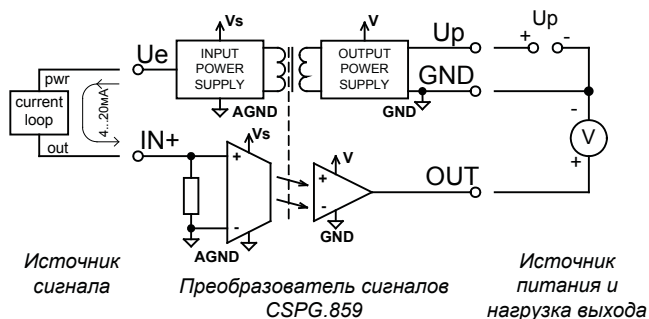 Vs
V
Up
Ue
INPUT
POWER
SUPPLY
OUTPUT
POWER
SUPPLY
Up
+ -
pwr
GND
AGND
GND
current
loop
4...20мА
-
V
+
out
IN+
Vs
V
+
-
+
-
OUT
AGND
GND
Источник
сигнала
Преобразователь сигналов
CSPG.859
Источник
питания и
нагрузка выхода